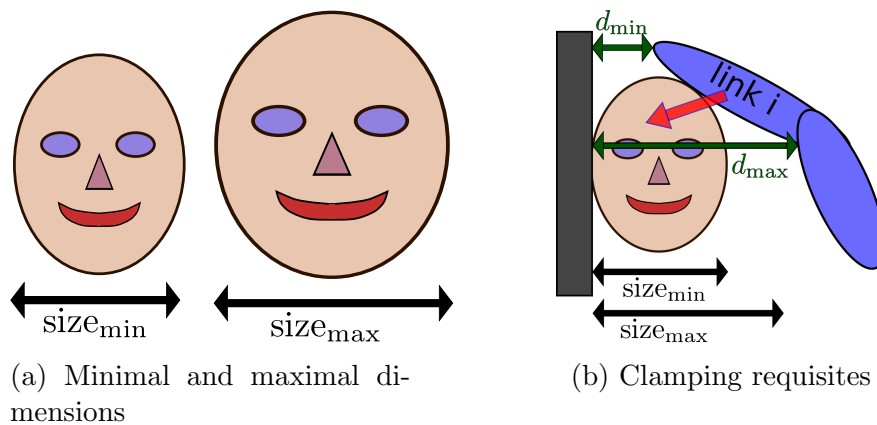 size_min
size_max
(a) Minimal and maximal di-
mensions
d_min
link i
d_max
size_min
size_max
(b) Clamping requisites